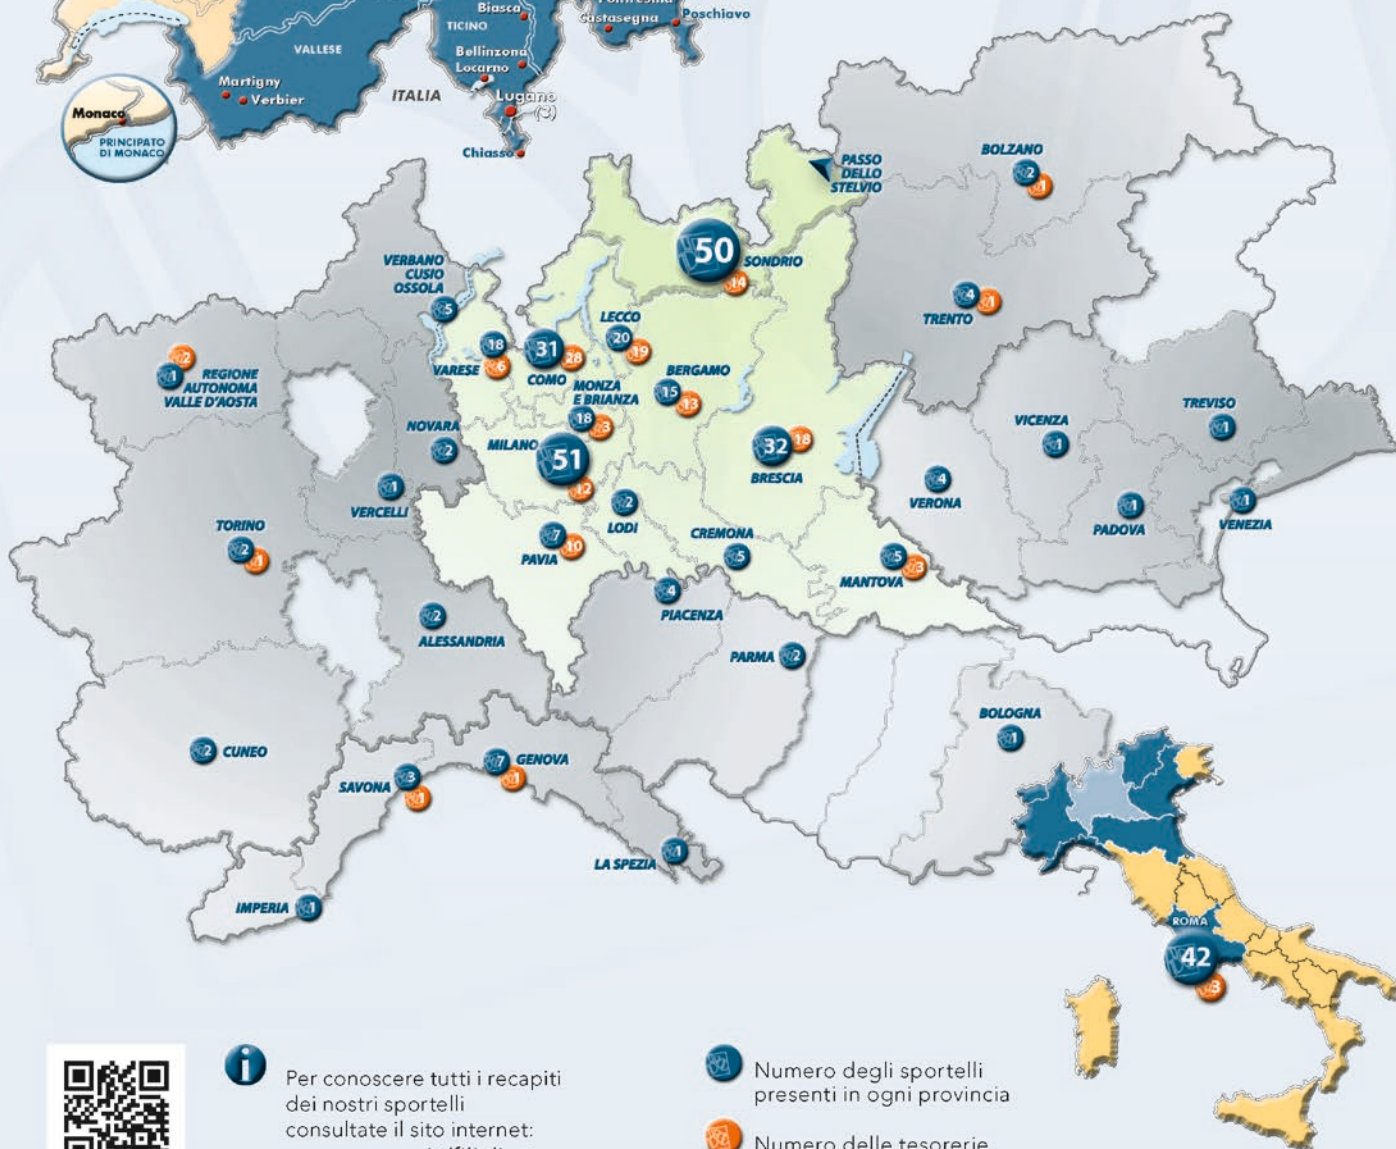 Biasca
TICINO
Castasegna
Poschiavo
VALLESE
Bellinzona
Locarno
Martigny
Verbier
ITALIA
Lugano
(3)
Monaco
PRINCIPATO
DI MONACO
Chiasso
BOLZANO
2
1
PASSO
DELLO
STELVIO
50
SONDRIO
14
VERBANO
CUSIO
OSSOLA
5
4
1
TRENTO
LECCO
20
19
18
VARESE
6
31
28
COMO
2
1
REGIONE
AUTONOMA
VALLE D'AOSTA
MONZA
E BRIANZA
18
3
BERGAMO
15
13
NOVARA
2
MILANO
51
12
32
18
BRESCIA
VICENZA
1
TREVISO
1
1
VERCELLI
2
LODI
4
VERONA
1
PADOVA
1
VENEZIA
TORINO
2
1
7
10
PAVIA
CREMONA
5
5
3
MANTOVA
4
PIACENZA
2
ALESSANDRIA
PARMA
2
BOLOGNA
1
2
CUNEO
7
GENOVA
1
SAVONA
3
1
LA SPEZIA
1
IMPERIA
1
ROMA
42
3
i
Per conoscere tutti i recapiti
dei nostri sportelli
consultate il sito internet:
Numero degli sportelli
presenti in ogni provincia
Numero delle tesorerie